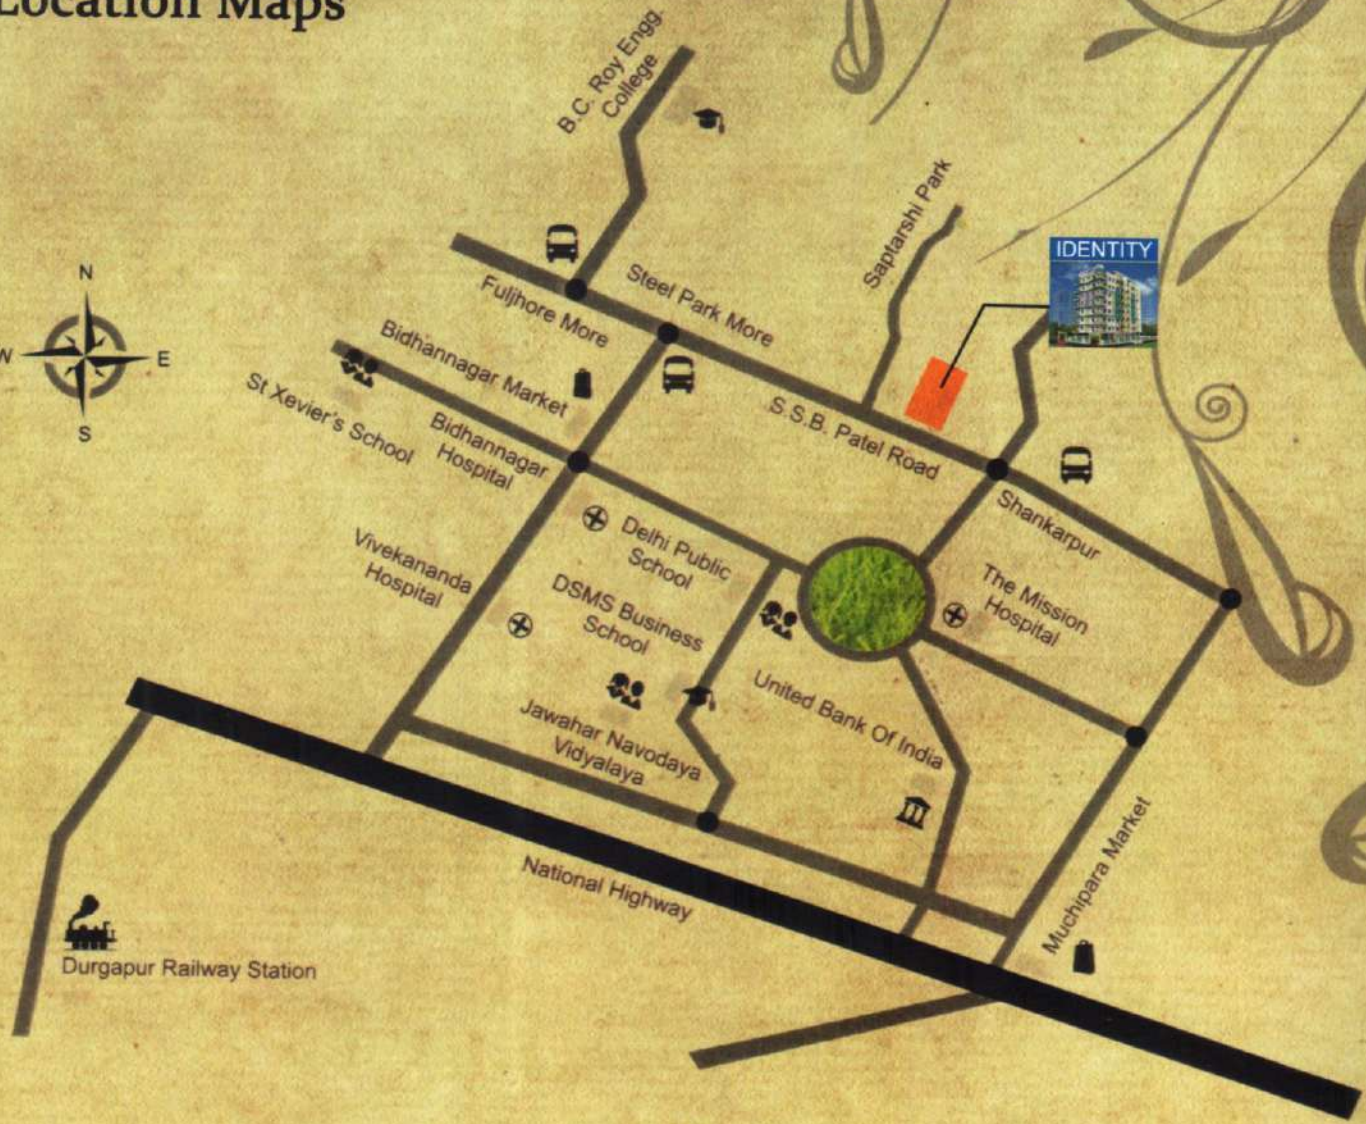 Location Maps
B.C. Roy Engg.
College
Saptarshi Park
IDENTITY
N
W
E
S
Fuljhore More
Steel Park More
Bidhannagar Market
St Xevier's School
Bidhannagar
Hospital
S.S.B. Patel Road
Shankarpur
Vivekananda
Hospital
Delhi Public
School
DSMS Business
School
The Mission
Hospital
United Bank Of India
Jawahar Navodaya
Vidyalaya
Muchipara Market
National Highway
Durgapur Railway Station